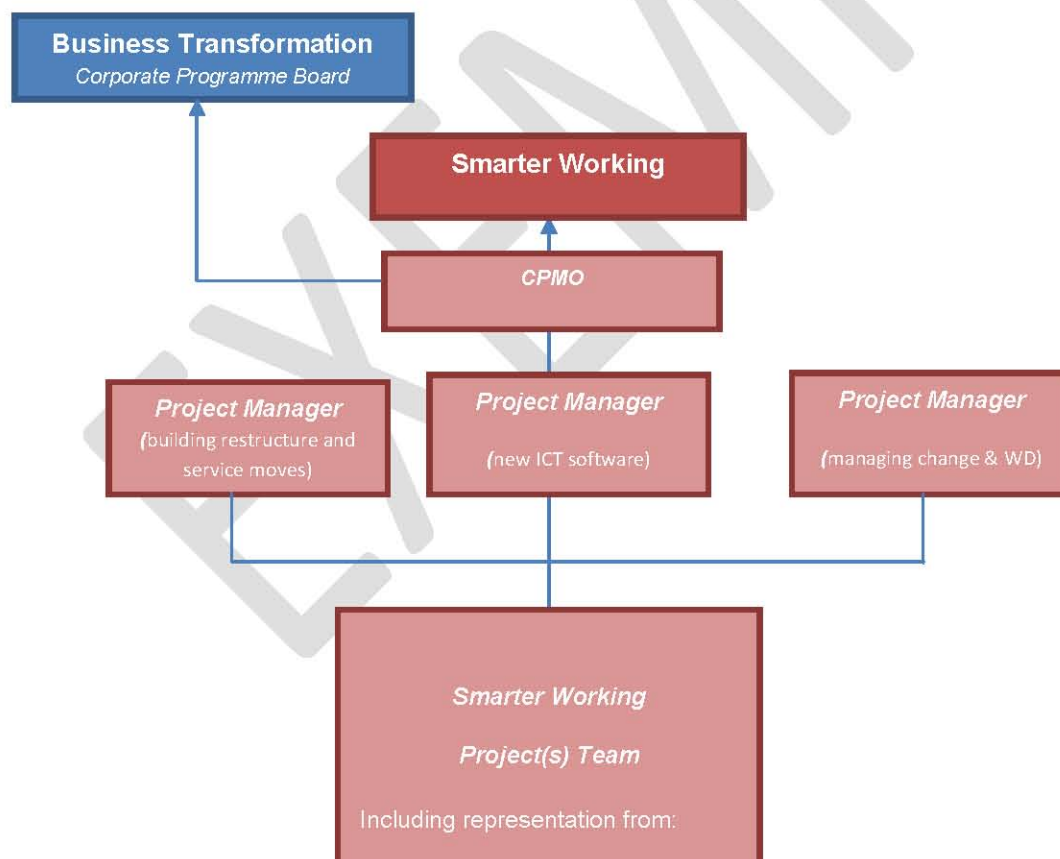 Business Transformation
Corporate Programme Board
Smarter Working
CPMO
Project Manager
(building restructure and
service moves)
Project Manager
(new ICT software)
Project Manager
(managing change & WD)
Smarter Working
Project(s) Team
Including representation from: